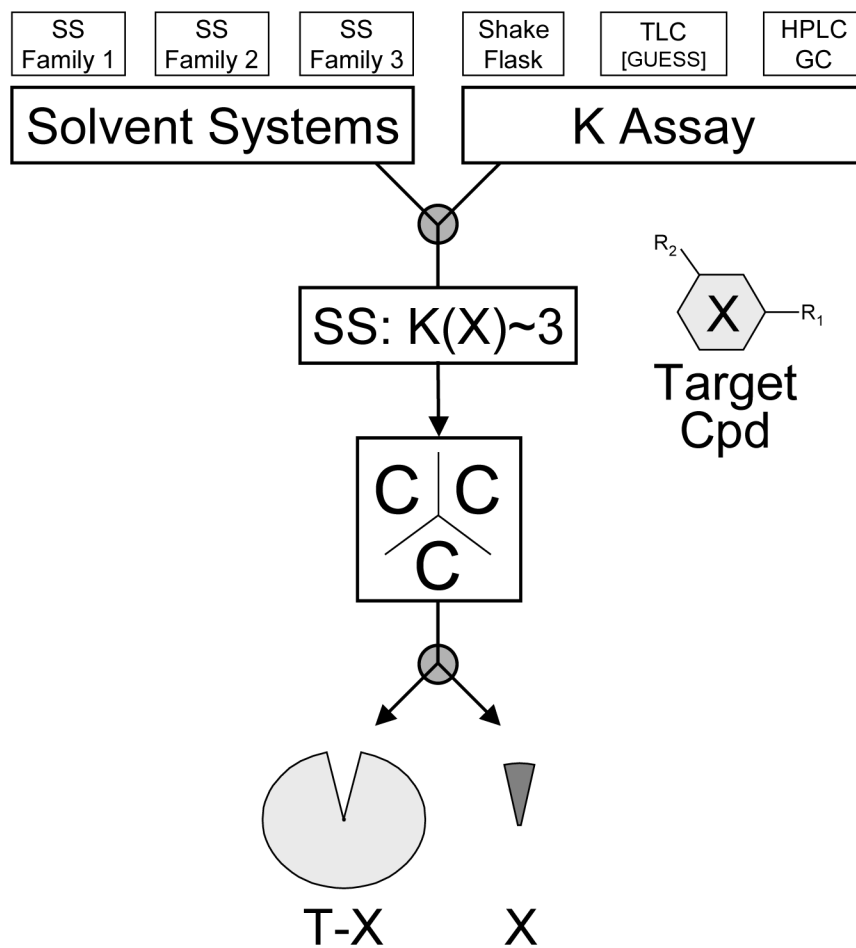 SS
Family 1
SS
Family 2
SS
Family 3
Shake
Flask
TLC
[GUESS]
HPLC
GC
Solvent Systems
K Assay
SS: K(X)~3
R2
X
R1
Target
Cpd
C C
C
T-X
X